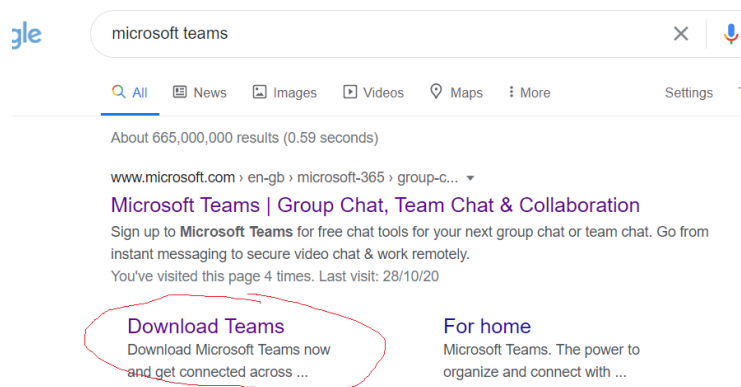 gle
microsoft teams
All News Images Videos Maps More Settings
About 665,000,000 results (0.59 seconds)
www.microsoft.com › en-gb › microsoft-365 › group-c...
Microsoft Teams | Group Chat, Team Chat & Collaboration
Sign up to Microsoft Teams for free chat tools for your next group chat or team chat. Go from
instant messaging to secure video chat & work remotely.
You've visited this page 4 times. Last visit: 28/10/20
Download Teams
Download Microsoft Teams now
and get connected across ...
For home
Microsoft Teams. The power to
organize and connect with ...